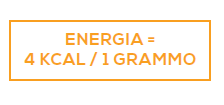 ENERGIA =
4 KCAL / 1 GRAMMO